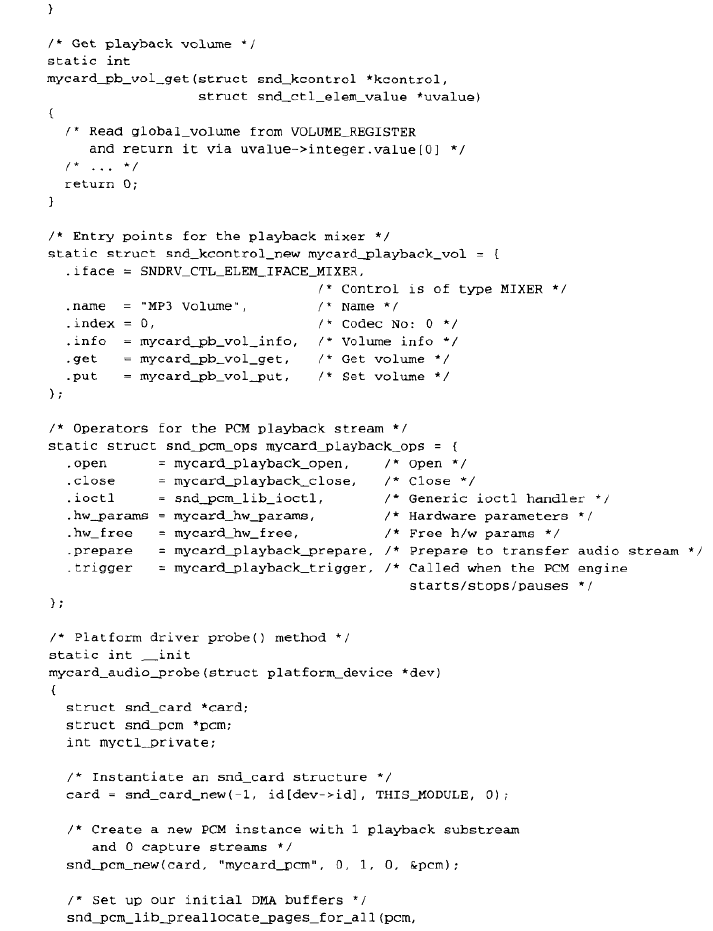 }

/* Get playback volume */
static int
mycard_pb_vol_get(struct snd_kcontrol *kcontrol,
                  struct snd_ctl_elem_value *uvalue)
{
  /* Read global_volume from VOLUME_REGISTER
     and return it via uvalue->integer.value[0] */
  /* ... */
  return 0;
}

/* Entry points for the playback mixer */
static struct snd_kcontrol_new mycard_playback_vol = {
  .iface = SNDRV_CTL_ELEM_IFACE_MIXER,
                                /* Control is of type MIXER */
  .name  = "MP3 Volume",        /* Name */
  .index = 0,                   /* Codec No: 0 */
  .info  = mycard_pb_vol_info,  /* Volume info */
  .get   = mycard_pb_vol_get,   /* Get volume */
  .put   = mycard_pb_vol_put,   /* Set volume */
};

/* Operators for the PCM playback stream */
static struct snd_pcm_ops mycard_playback_ops = {
  .open      = mycard_playback_open,    /* Open */
  .close     = mycard_playback_close,   /* Close */
  .ioctl     = snd_pcm_lib_ioctl,       /* Generic ioctl handler */
  .hw_params = mycard_hw_params,        /* Hardware parameters */
  .hw_free   = mycard_hw_free,          /* Free h/w params */
  .prepare   = mycard_playback_prepare, /* Prepare to transfer audio stream */
  .trigger   = mycard_playback_trigger, /* Called when the PCM engine
                                           starts/stops/pauses */
};

/* Platform driver probe() method */
static int __init
mycard_audio_probe(struct platform_device *dev)
{
  struct snd_card *card;
  struct snd_pcm *pcm;
  int myctl_private;

  /* Instantiate an snd_card structure */
  card = snd_card_new(-1, id[dev->id], THIS_MODULE, 0);

  /* Create a new PCM instance with 1 playback substream
     and 0 capture streams */
  snd_pcm_new(card, "mycard_pcm", 0, 1, 0, &pcm);

  /* Set up our initial DMA buffers */
  snd_pcm_lib_preallocate_pages_for_all(pcm,